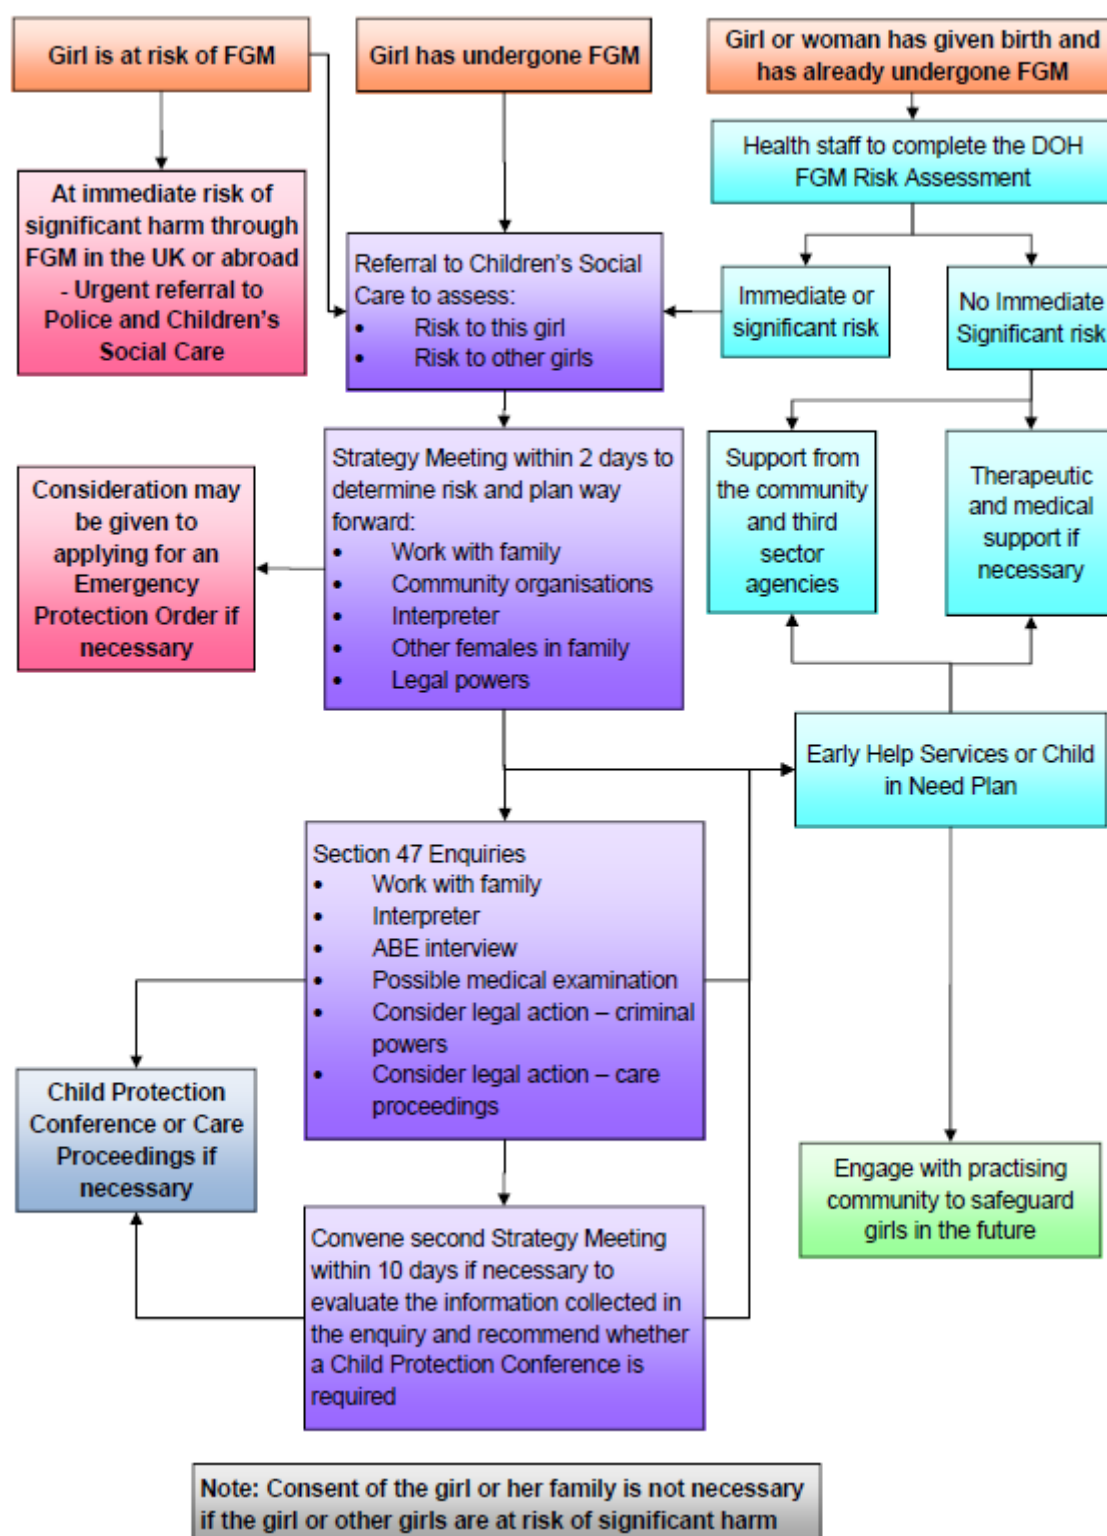 Girl is at risk of FGM
Girl has undergone FGM
Girl or woman has given birth and
has already undergone FGM
Health staff to complete the DOH
FGM Risk Assessment
At immediate risk of
significant harm through
FGM in the UK or abroad
- Urgent referral to
Police and Children's
Social Care
Referral to Children's Social
Care to assess:
• Risk to this girl
• Risk to other girls
Immediate or
significant risk
No Immediate
Significant risk
Strategy Meeting within 2 days to
determine risk and plan way
forward:
• Work with family
• Community organisations
• Interpreter
• Other females in family
• Legal powers
Consideration may
be given to
applying for an
Emergency
Protection Order if
necessary
Support from
the community
and third
sector
agencies
Therapeutic
and medical
support if
necessary
Early Help Services or Child
in Need Plan
Section 47 Enquiries
• Work with family
• Interpreter
• ABE interview
• Possible medical examination
• Consider legal action – criminal
powers
• Consider legal action – care
proceedings
Child Protection
Conference or Care
Proceedings if
necessary
Engage with practising
community to safeguard
girls in the future
Convene second Strategy Meeting
within 10 days if necessary to
evaluate the information collected in
the enquiry and recommend whether
a Child Protection Conference is
required
Note: Consent of the girl or her family is not necessary
if the girl or other girls are at risk of significant harm